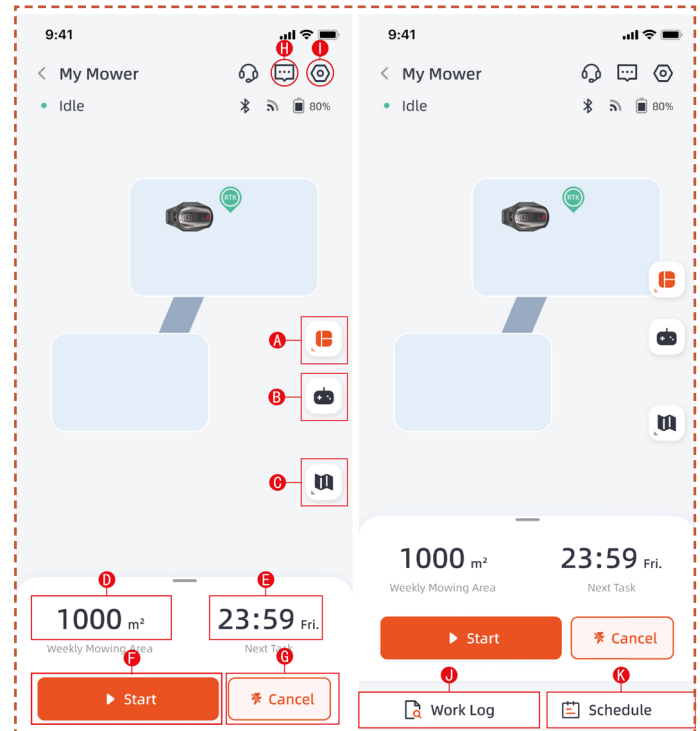 9:41
H I
My Mower
Idle
80%
RTK
A
B
C
D E
1000 m² 23:59 Fri.
Weekly Mowing Area Next Task
F G
Start Cancel
9:41
My Mower
Idle
80%
RTK
1000 m² 23:59 Fri.
Weekly Mowing Area Next Task
Start Cancel
J K
Work Log Schedule